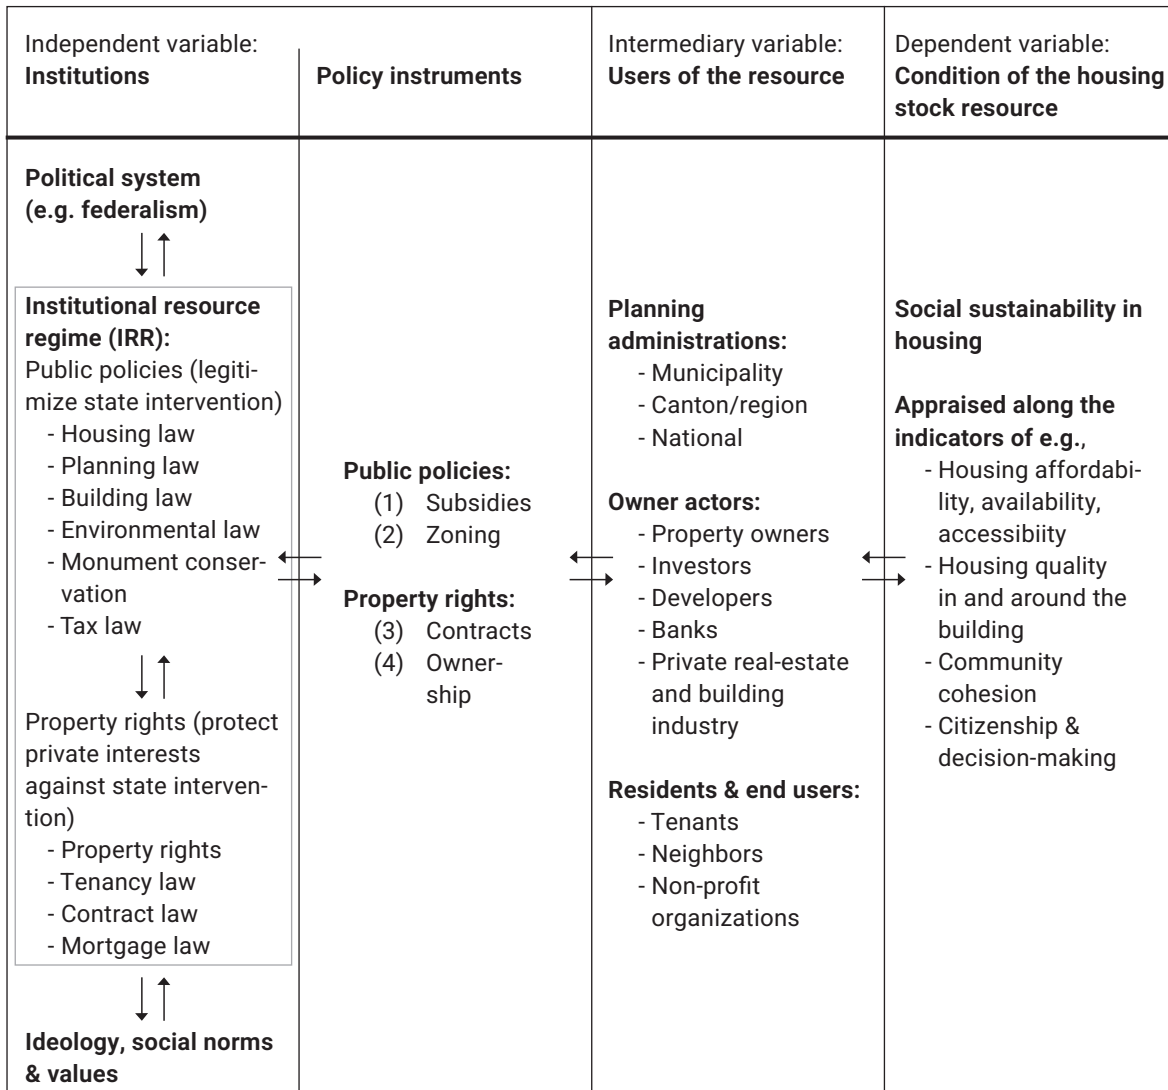 Independent variable:
Institutions
Policy instruments
Intermediary variable:
Users of the resource
Dependent variable:
Condition of the housing
stock resource
Political system
(e.g. federalism)
Institutional resource
regime (IRR):
Public policies (legiti-
mize state intervention)
- Housing law
- Planning law
- Building law
- Environmental law
- Monument conser-
vation
- Tax law
Property rights (protect
private interests
against state interven-
tion)
- Property rights
- Tenancy law
- Contract law
- Mortgage law
Ideology, social norms
& values
Public policies:
(1) Subsidies
(2) Zoning
Property rights:
(3) Contracts
(4) Owner-
ship
Planning
administrations:
- Municipality
- Canton/region
- National
Owner actors:
- Property owners
- Investors
- Developers
- Banks
- Private real-estate
and building
industry
Residents & end users:
- Tenants
- Neighbors
- Non-profit
organizations
Social sustainability in
housing
Appraised along the
indicators of e.g.,
- Housing affordabi-
lity, availability,
accessibiity
- Housing quality
in and around the
building
- Community
cohesion
- Citizenship &
decision-making